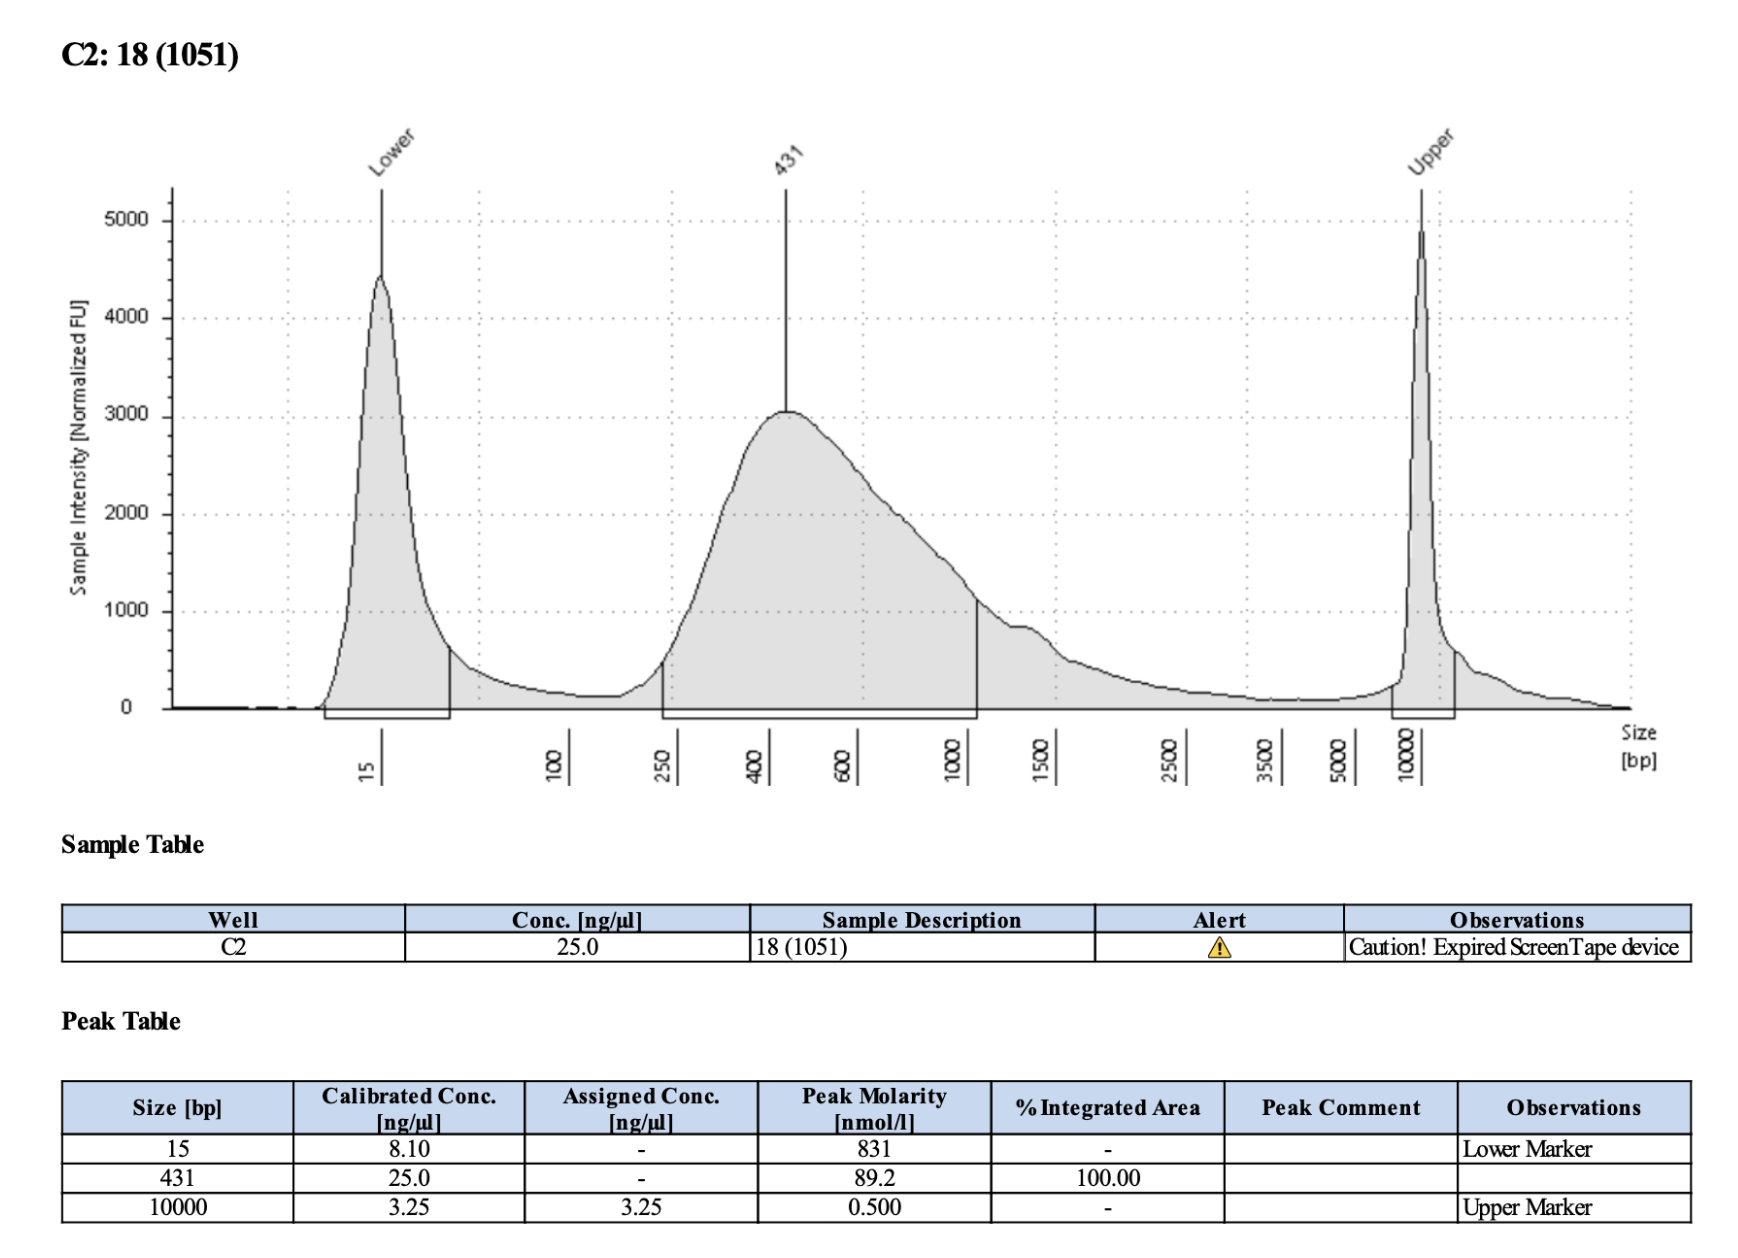 C2: 18 (1051)
Lower
431
Upper
Sample Intensity [Normalized FU]
5000
4000
3000
2000
1000
0
15
100
250
400
600
1000
1500
2500
3500
5000
10000
Size
[bp]
Sample Table
Well Conc. [ng/µl] Sample Description Alert Observations
C2 25.0 18 (1051) Caution! Expired ScreenTape device
Peak Table
Size [bp] Calibrated Conc. [ng/µl] Assigned Conc. [ng/µl] Peak Molarity [nmol/l] % Integrated Area Peak Comment Observations
15 8.10 - 831 - Lower Marker
431 25.0 - 89.2 100.00
10000 3.25 3.25 0.500 - Upper Marker